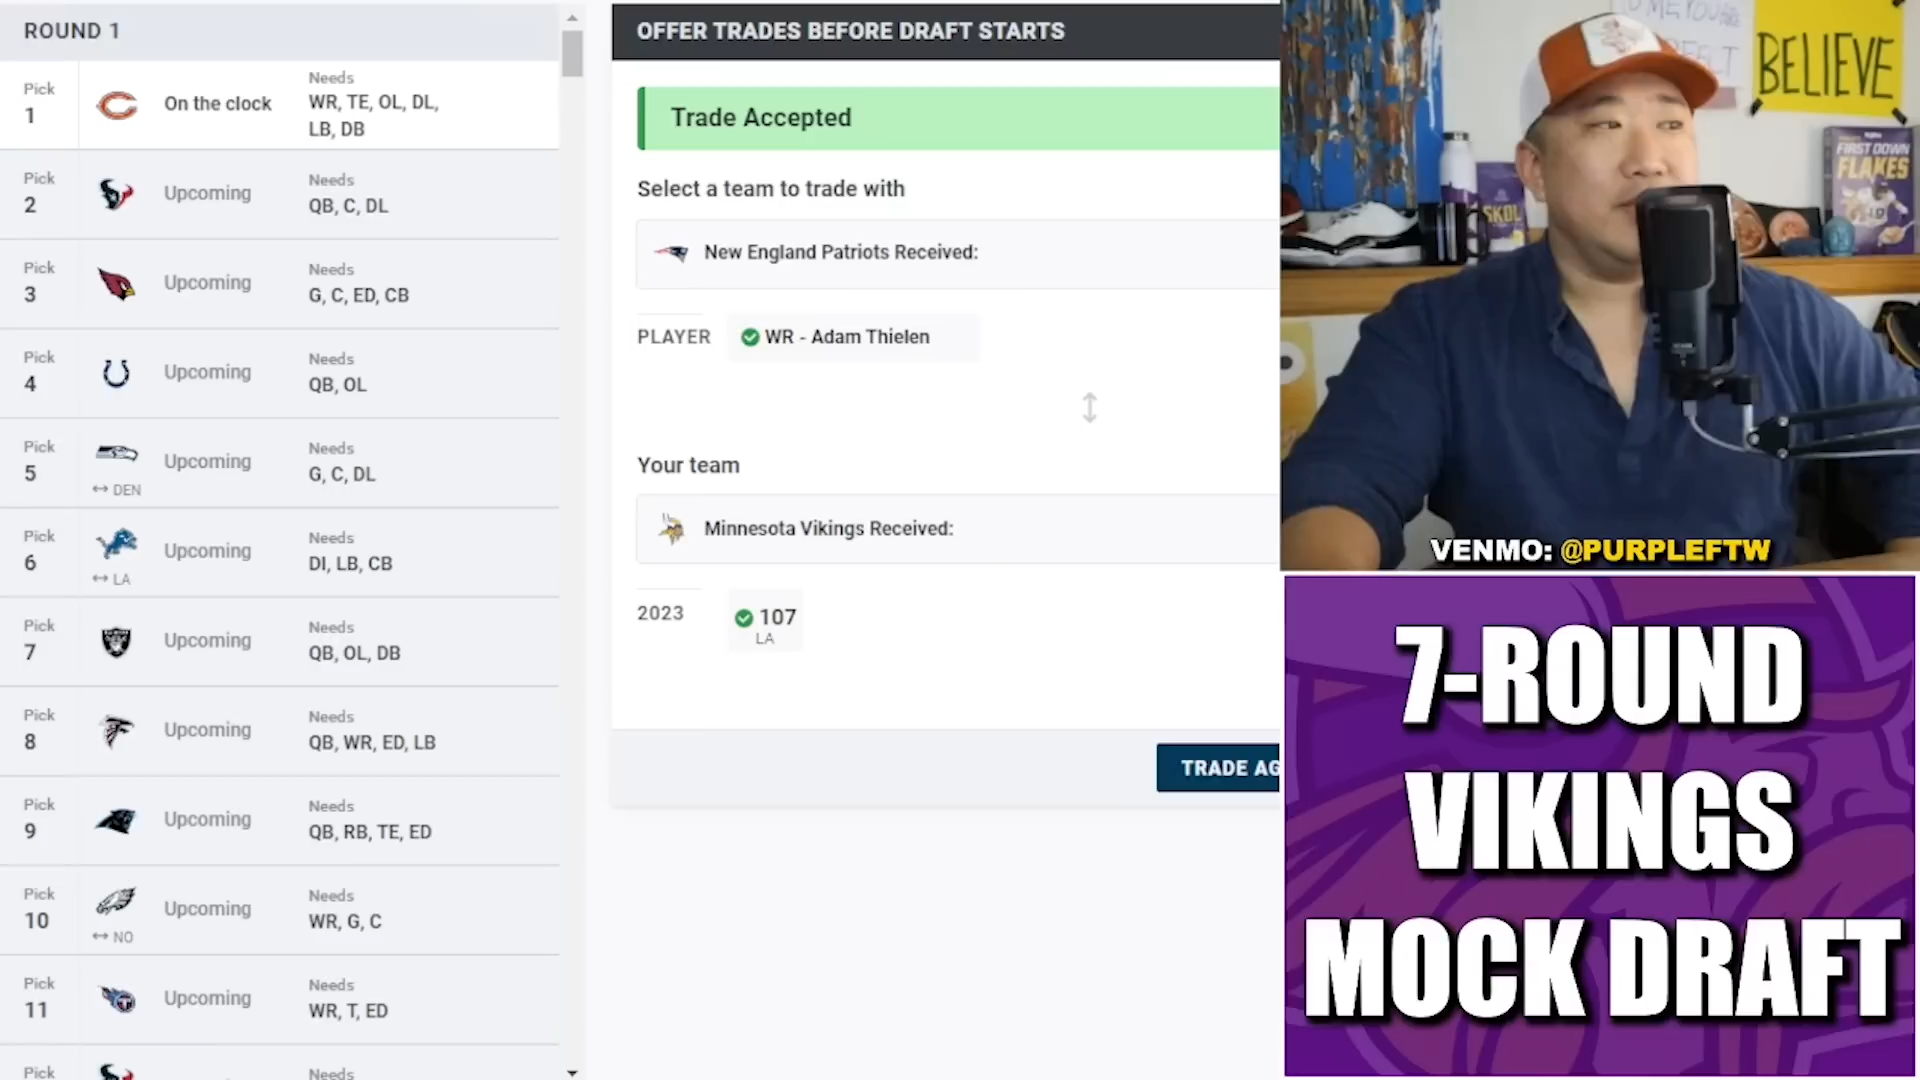 ROUND 1
Pick
1
On the clock
Needs
WR, TE, OL, DL,
LB, DB
Pick
2
Upcoming
Needs
QB, C, DL
Pick
3
Upcoming
Needs
G, C, ED, CB
Pick
4
Upcoming
Needs
QB, OL
Pick
5
↔ DEN
Upcoming
Needs
G, C, DL
Pick
6
↔ LA
Upcoming
Needs
DI, LB, CB
Pick
7
Upcoming
Needs
QB, OL, DB
Pick
8
Upcoming
Needs
QB, WR, ED, LB
Pick
9
Upcoming
Needs
QB, RB, TE, ED
Pick
10
↔ NO
Upcoming
Needs
WR, G, C
Pick
11
Upcoming
Needs
WR, T, ED
Pick
Needs
OFFER TRADES BEFORE DRAFT STARTS
Trade Accepted
Select a team to trade with
New England Patriots Received:
PLAYER
WR - Adam Thielen
Your team
Minnesota Vikings Received:
2023
107
LA
TRADE AG
BELIEVE
FIRST DOWN
FLAKES
SKOL
VENMO: @PURPLEFTW
7-ROUND
VIKINGS
MOCK DRAFT